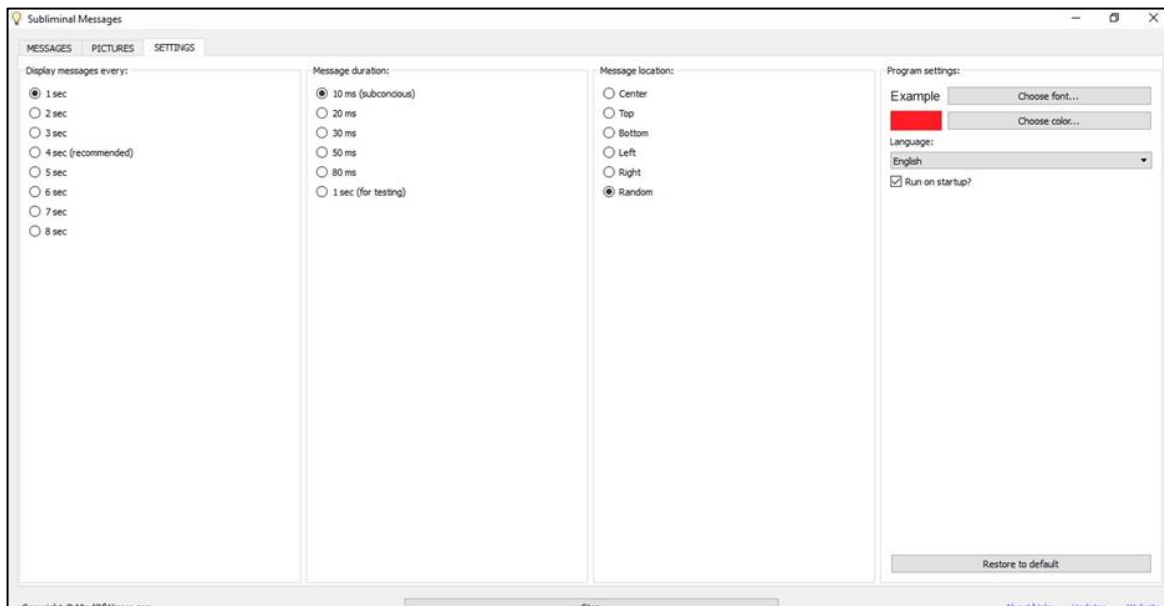 Subliminal Messages
MESSAGES PICTURES SETTINGS
Display messages every:
1 sec
2 sec
3 sec
4 sec (recommended)
5 sec
6 sec
7 sec
8 sec
Message duration:
10 ms (subconcious)
20 ms
30 ms
50 ms
80 ms
1 sec (for testing)
Message location:
Center
Top
Bottom
Left
Right
Random
Program settings:
Example Choose font...
Choose color...
Language:
English
Run on startup?
Restore to default